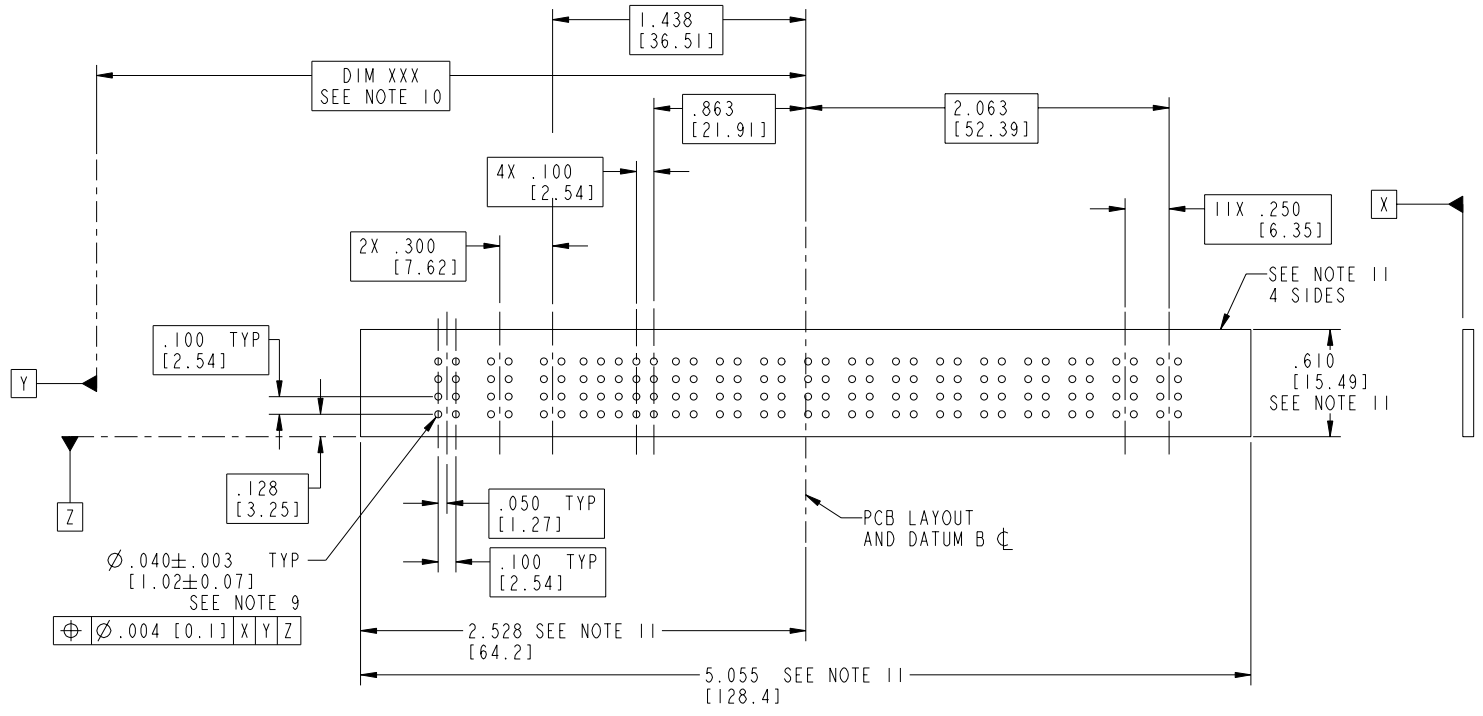 1.438
[36.51]
DIM XXX
SEE NOTE 10
.863
[21.91]
2.063
[52.39]
4X .100
[2.54]
X
11X .250
[6.35]
2X .300
[7.62]
SEE NOTE 11
4 SIDES
.100 TYP
[2.54]
Y
.610
[15.49]
SEE NOTE 11
.128
[3.25]
Z
.050 TYP
[1.27]
PCB LAYOUT
AND DATUM B ℄
Ø.040±.003 TYP
[1.02±0.07]
SEE NOTE 9
.100 TYP
[2.54]
⌖ Ø.004 [0.1] X Y Z
2.528 SEE NOTE 11
[64.2]
5.055 SEE NOTE 11
[128.4]